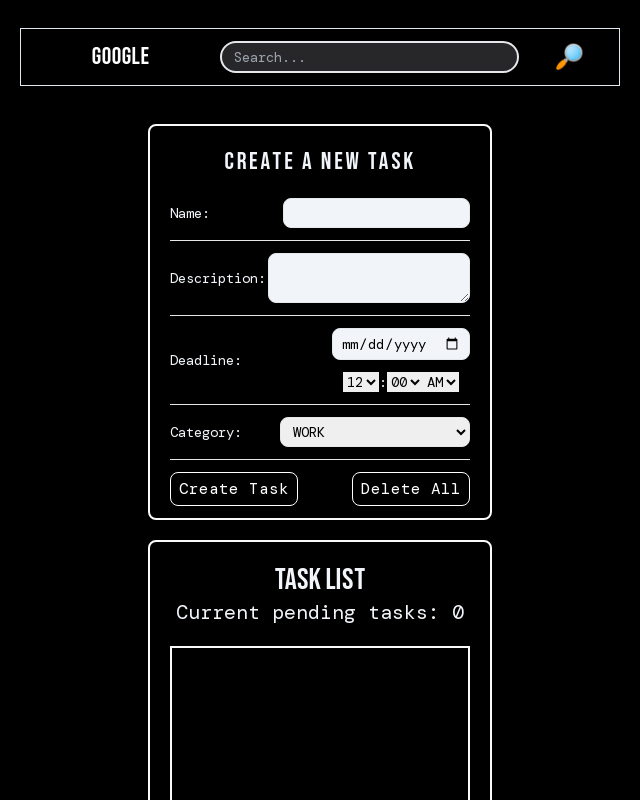 GOOGLE Search...
CREATE A NEW TASK
Name:
Description:
Deadline: mm/dd/yyyy
12 : 00 AM
Category: WORK
Create Task Delete All
TASK LIST
Current pending tasks: 0